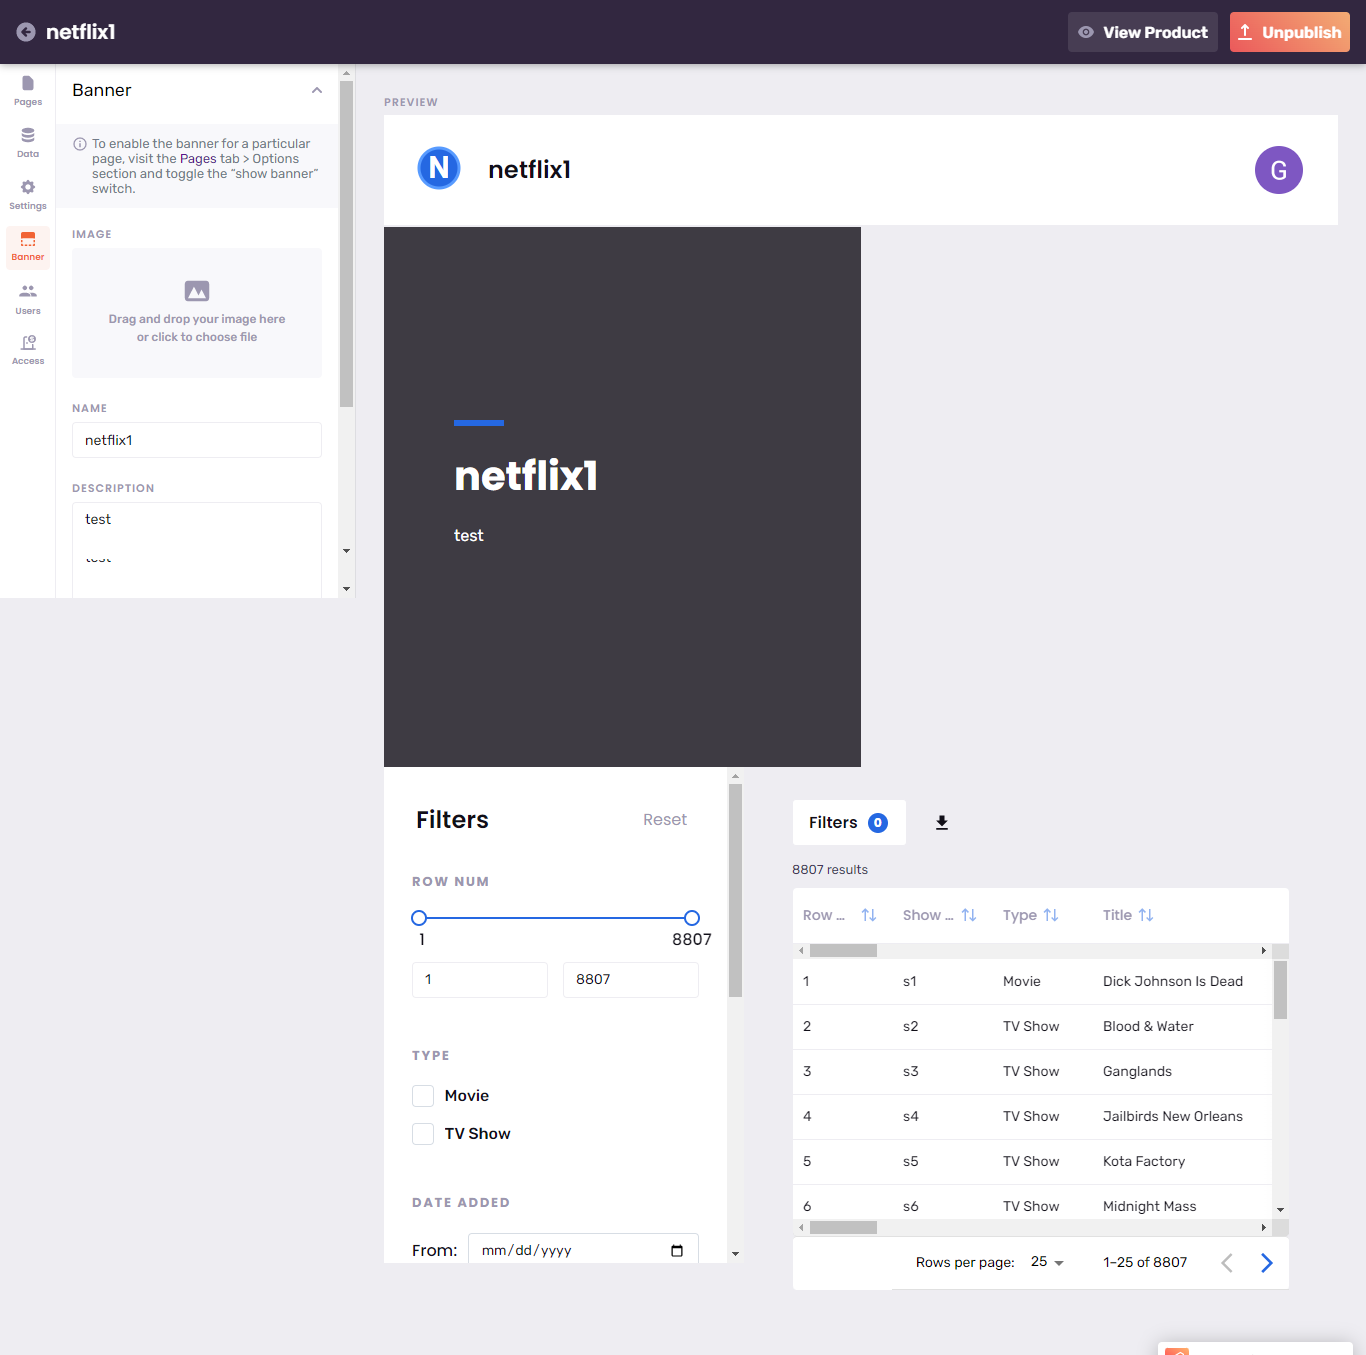 netflix1
View Product
Unpublish
Pages
Data
Settings
Banner
Users
Access
Banner
To enable the banner for a particular
page, visit the Pages tab > Options
section and toggle the “show banner”
switch.
IMAGE
Drag and drop your image here
or click to choose file
NAME
netflix1
DESCRIPTION
test
test
PREVIEW
N
netflix1
G
netflix1
test
Filters
Reset
ROW NUM
1
8807
1
8807
TYPE
Movie
TV Show
DATE ADDED
From: mm/dd/yyyy
Filters 0
8807 results
Row ... Show ... Type Title
1 s1 Movie Dick Johnson Is Dead
2 s2 TV Show Blood & Water
3 s3 TV Show Ganglands
4 s4 TV Show Jailbirds New Orleans
5 s5 TV Show Kota Factory
6 s6 TV Show Midnight Mass
Rows per page: 25 1–25 of 8807